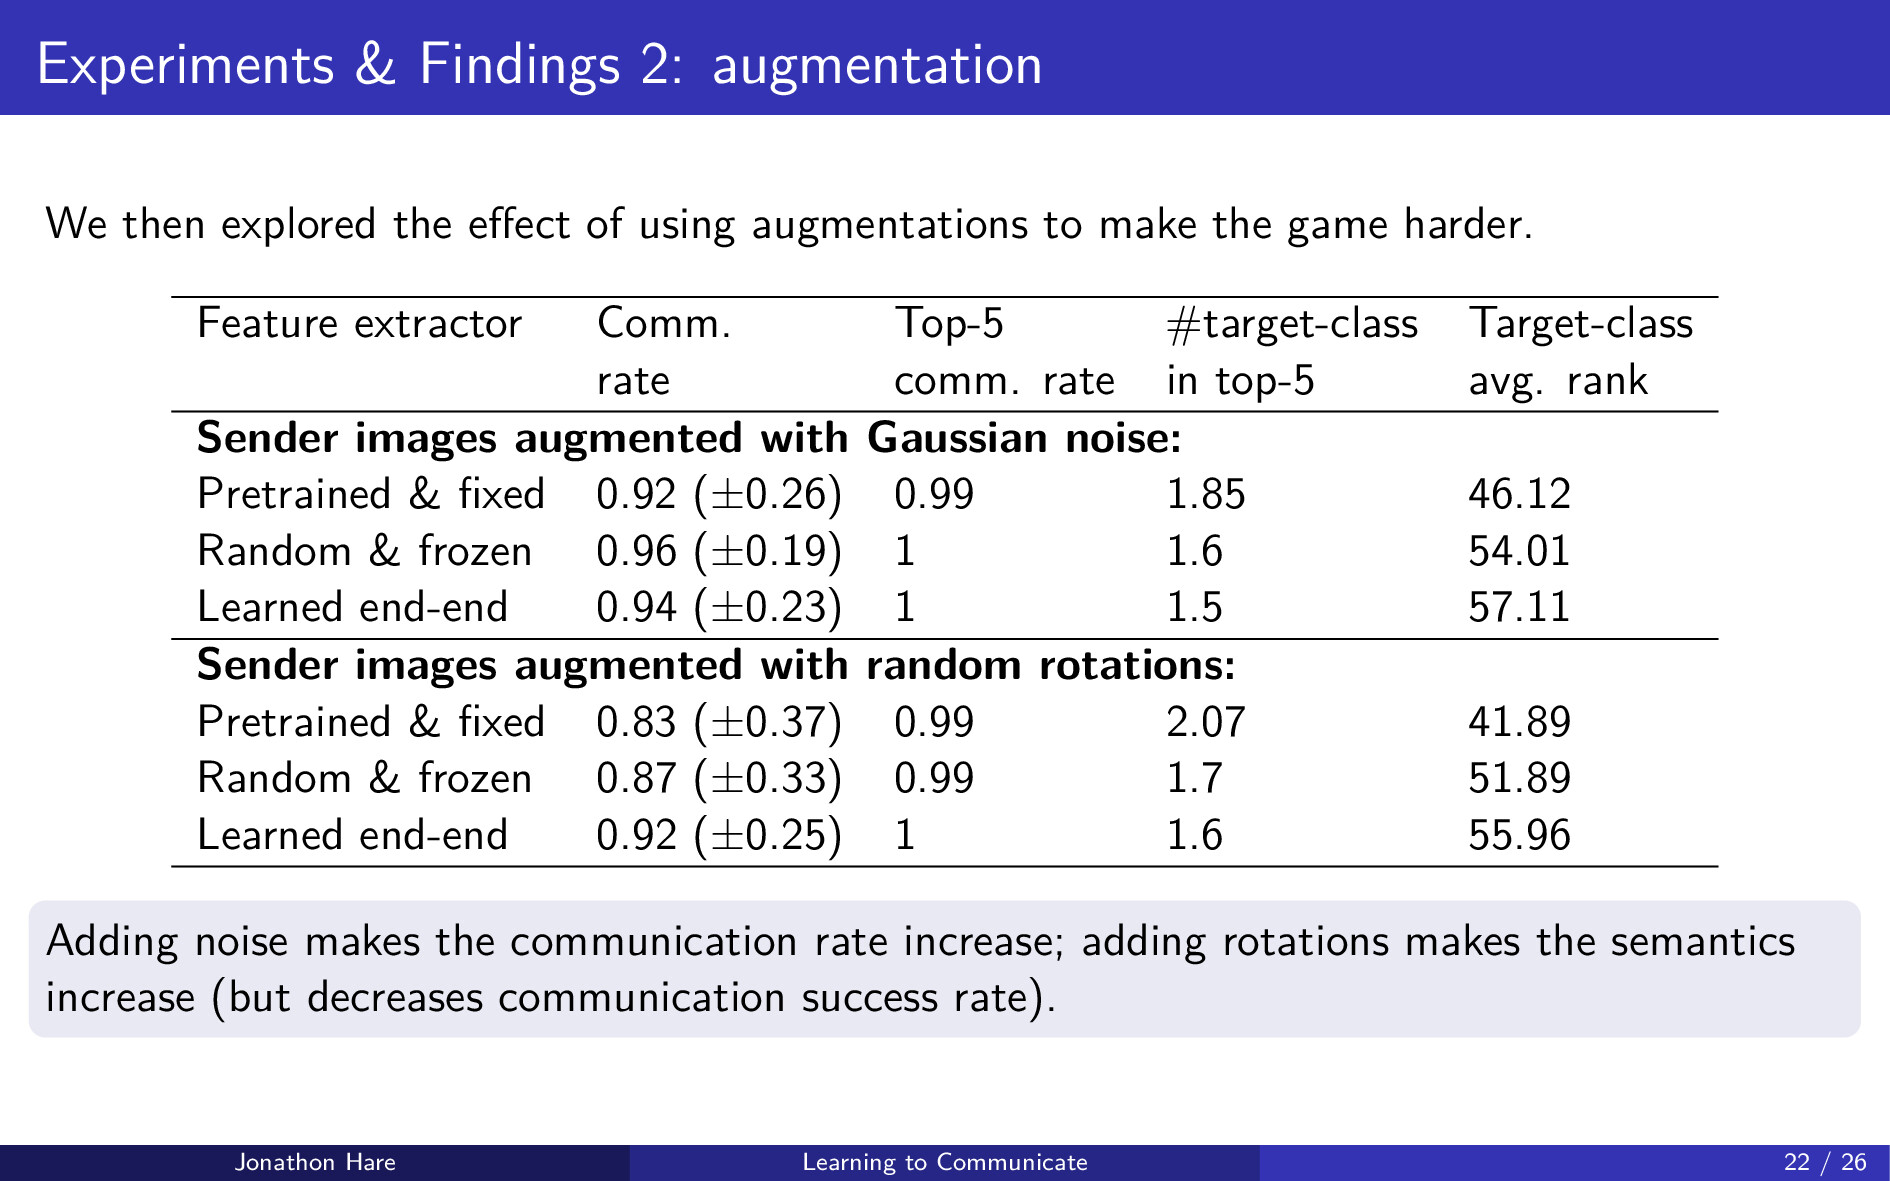 Experiments & Findings 2: augmentation
We then explored the effect of using augmentations to make the game harder.
Feature extractor Comm. Top-5 #target-class Target-class
rate comm. rate in top-5 avg. rank
Sender images augmented with Gaussian noise:
Pretrained & fixed 0.92 (±0.26) 0.99 1.85 46.12
Random & frozen 0.96 (±0.19) 1 1.6 54.01
Learned end-end 0.94 (±0.23) 1 1.5 57.11
Sender images augmented with random rotations:
Pretrained & fixed 0.83 (±0.37) 0.99 2.07 41.89
Random & frozen 0.87 (±0.33) 0.99 1.7 51.89
Learned end-end 0.92 (±0.25) 1 1.6 55.96
Adding noise makes the communication rate increase; adding rotations makes the semantics
increase (but decreases communication success rate).
Jonathon Hare Learning to Communicate 22 / 26